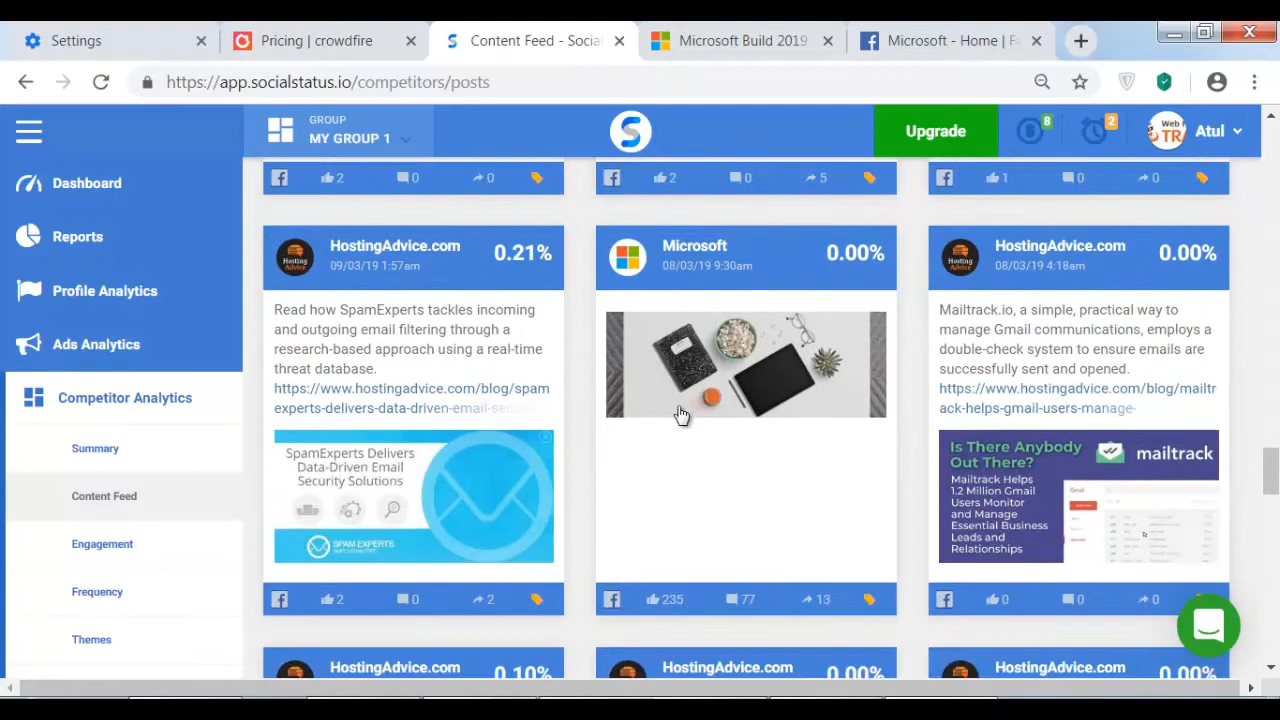 Settings
Pricing | crowdfire
Content Feed - Socia
Microsoft Build 2019
Microsoft - Home | F
https://app.socialstatus.io/competitors/posts
GROUP
MY GROUP 1
Upgrade
8
2
Web
TR
Atul
Dashboard
Reports
Profile Analytics
Ads Analytics
Competitor Analytics
Summary
Content Feed
Engagement
Frequency
Themes
2 0 0
2 0 5
1 0 0
HostingAdvice.com
09/03/19 1:57am
0.21%
Hosting
Advice
Read how SpamExperts tackles incoming
and outgoing email filtering through a
research-based approach using a real-time
threat database.
https://www.hostingadvice.com/blog/spam
experts-delivers-data-driven-email-
SpamExperts Delivers
Data-Driven Email
Security Solutions
SPAM EXPERTS
2 0 2
Microsoft
08/03/19 9:30am
0.00%
235 77 13
HostingAdvice.com
08/03/19 4:18am
0.00%
Hosting
Advice
Mailtrack.io, a simple, practical way to
manage Gmail communications, employs a
double-check system to ensure emails are
successfully sent and opened.
https://www.hostingadvice.com/blog/mailtr
ack-helps-gmail-users-manage-
Is There Anybody
Out There?
mailtrack
Mailtrack Helps
1.2 Million Gmail
Users Monitor
and Manage
Essential Business
Leads and
Relationships
Gmail
0 0 0
HostingAdvice.com
0.10%
HostingAdvice.com
0.00%
HostingAdvice.com
0.00%